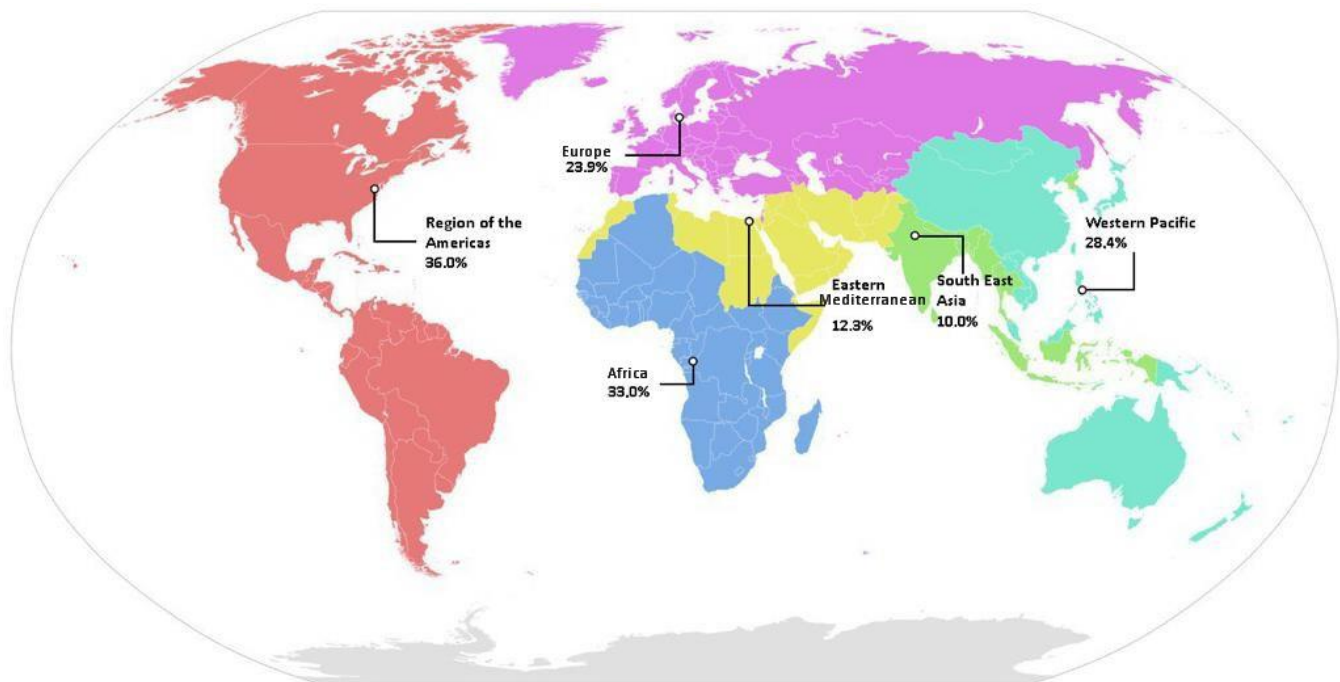 Europe
23.9%
Region of the
Americas
36.0%
Western Pacific
28.4%
Eastern
Mediterranean
12.3%
South East
Asia
10.0%
Africa
33.0%